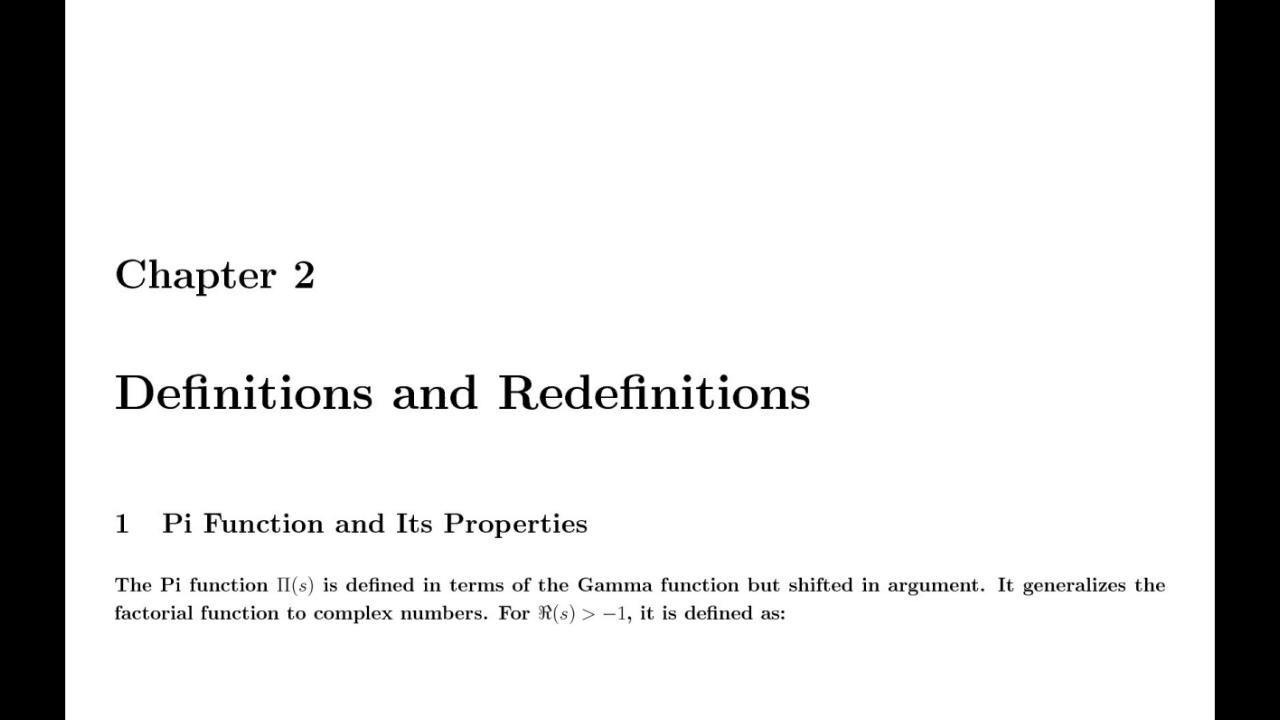 Chapter 2
Definitions and Redefinitions
1 Pi Function and Its Properties
The Pi function Π(s) is defined in terms of the Gamma function but shifted in argument. It generalizes the
factorial function to complex numbers. For ℜ(s) > −1, it is defined as: